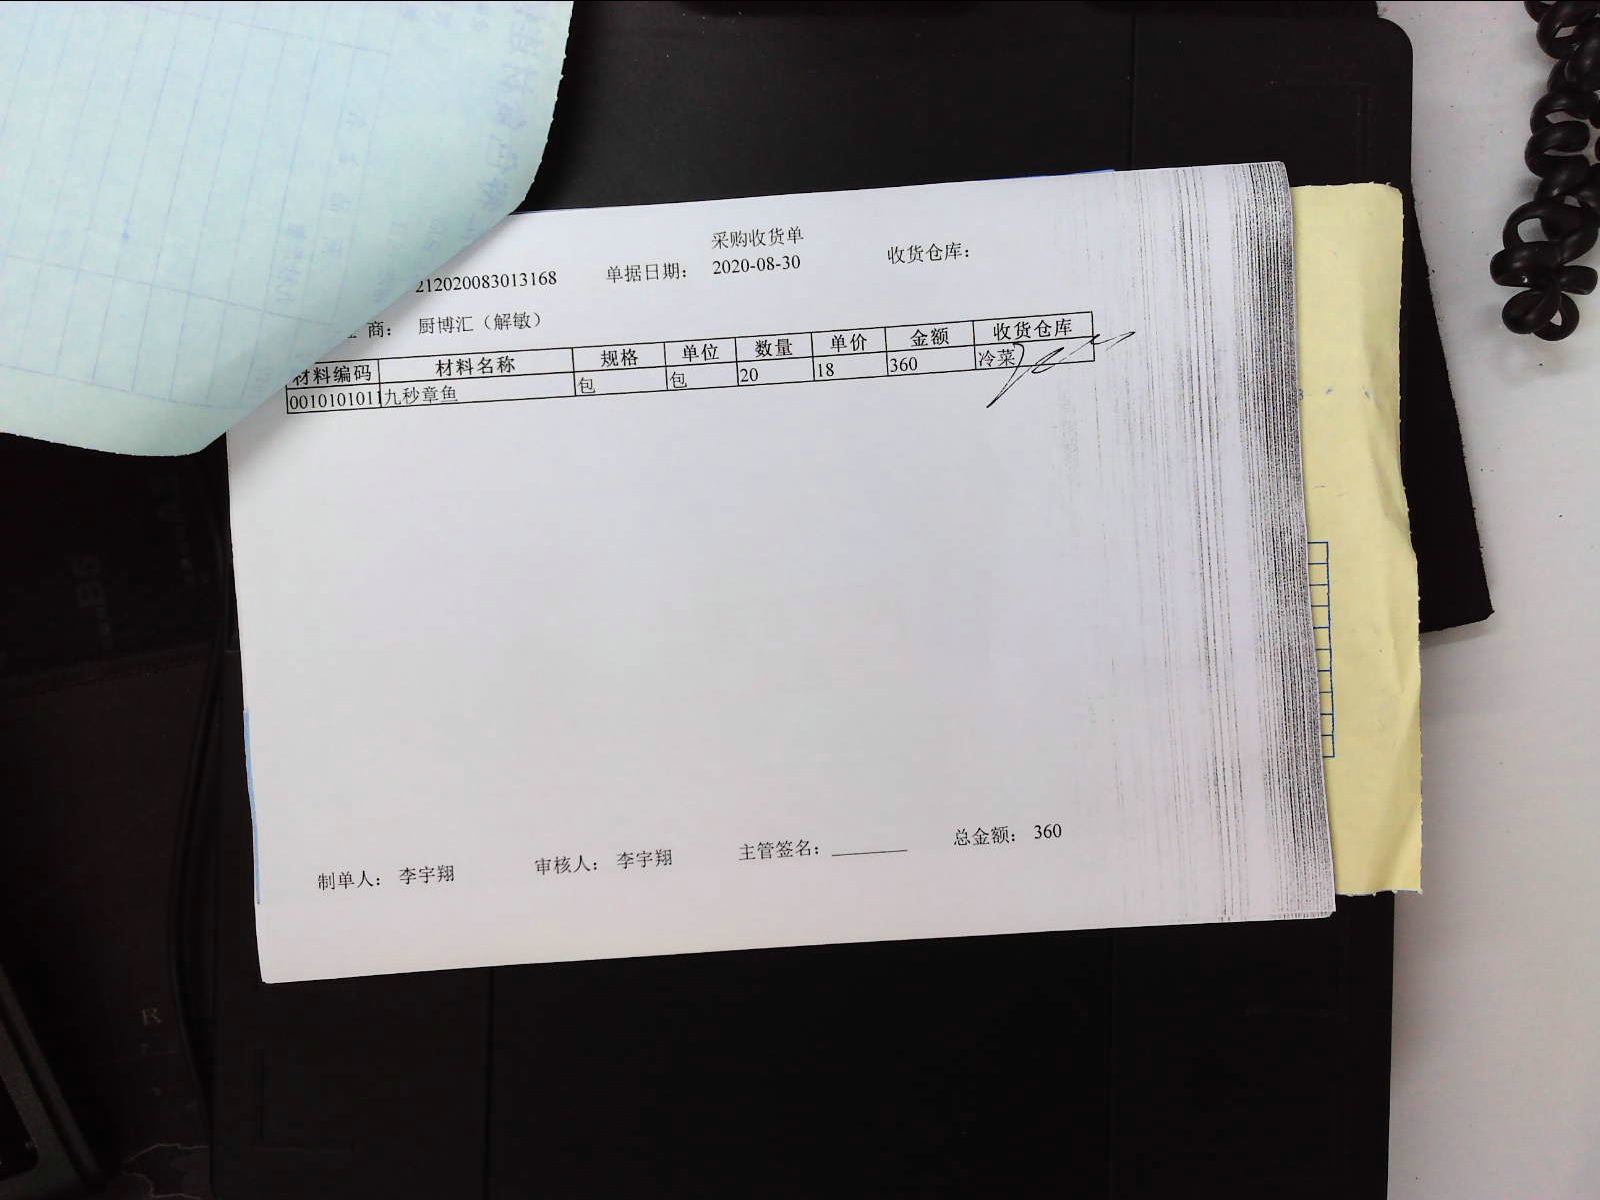 采购收货单
212020083013168 单据日期： 2020-08-30 收货仓库：
商： 厨博汇（解敏）
材料编码 材料名称 规格 单位 数量 单价 金额 收货仓库
0010101011 九秒章鱼 包 包 20 18 360 冷菜
制单人： 李宇翔 审核人： 李宇翔 主管签名： 总金额： 360